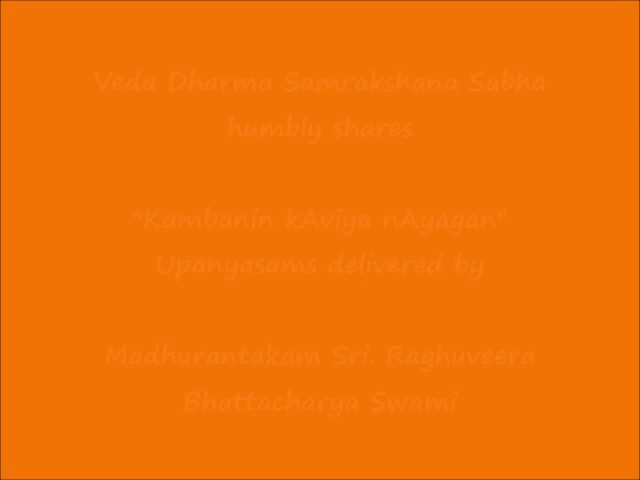 Veda Dharma Samrakshana Sabha
humbly shares
"Kambanin kAviya nAyagan"
Upanyasams delivered by
Madhurantakam Sri. Raghuveera
Bhattacharya Swami